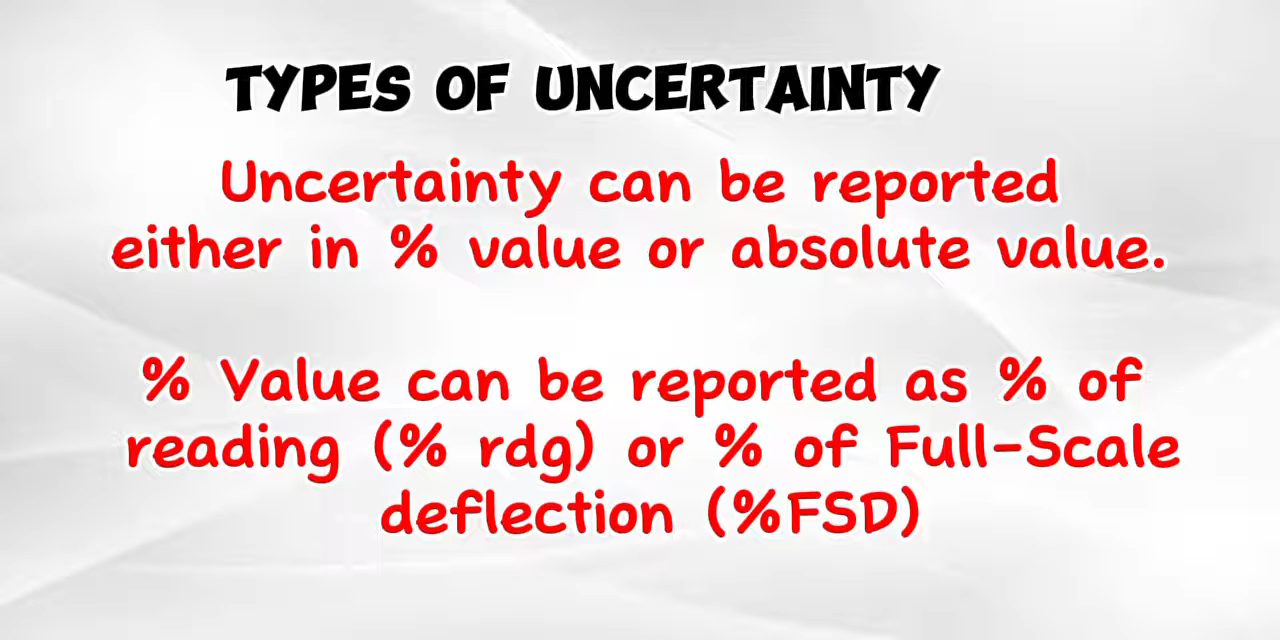 TYPES OF UNCERTAINTY
Uncertainty can be reported
either in % value or absolute value.
% Value can be reported as % of
reading (% rdg) or % of Full-Scale
deflection (%FSD)